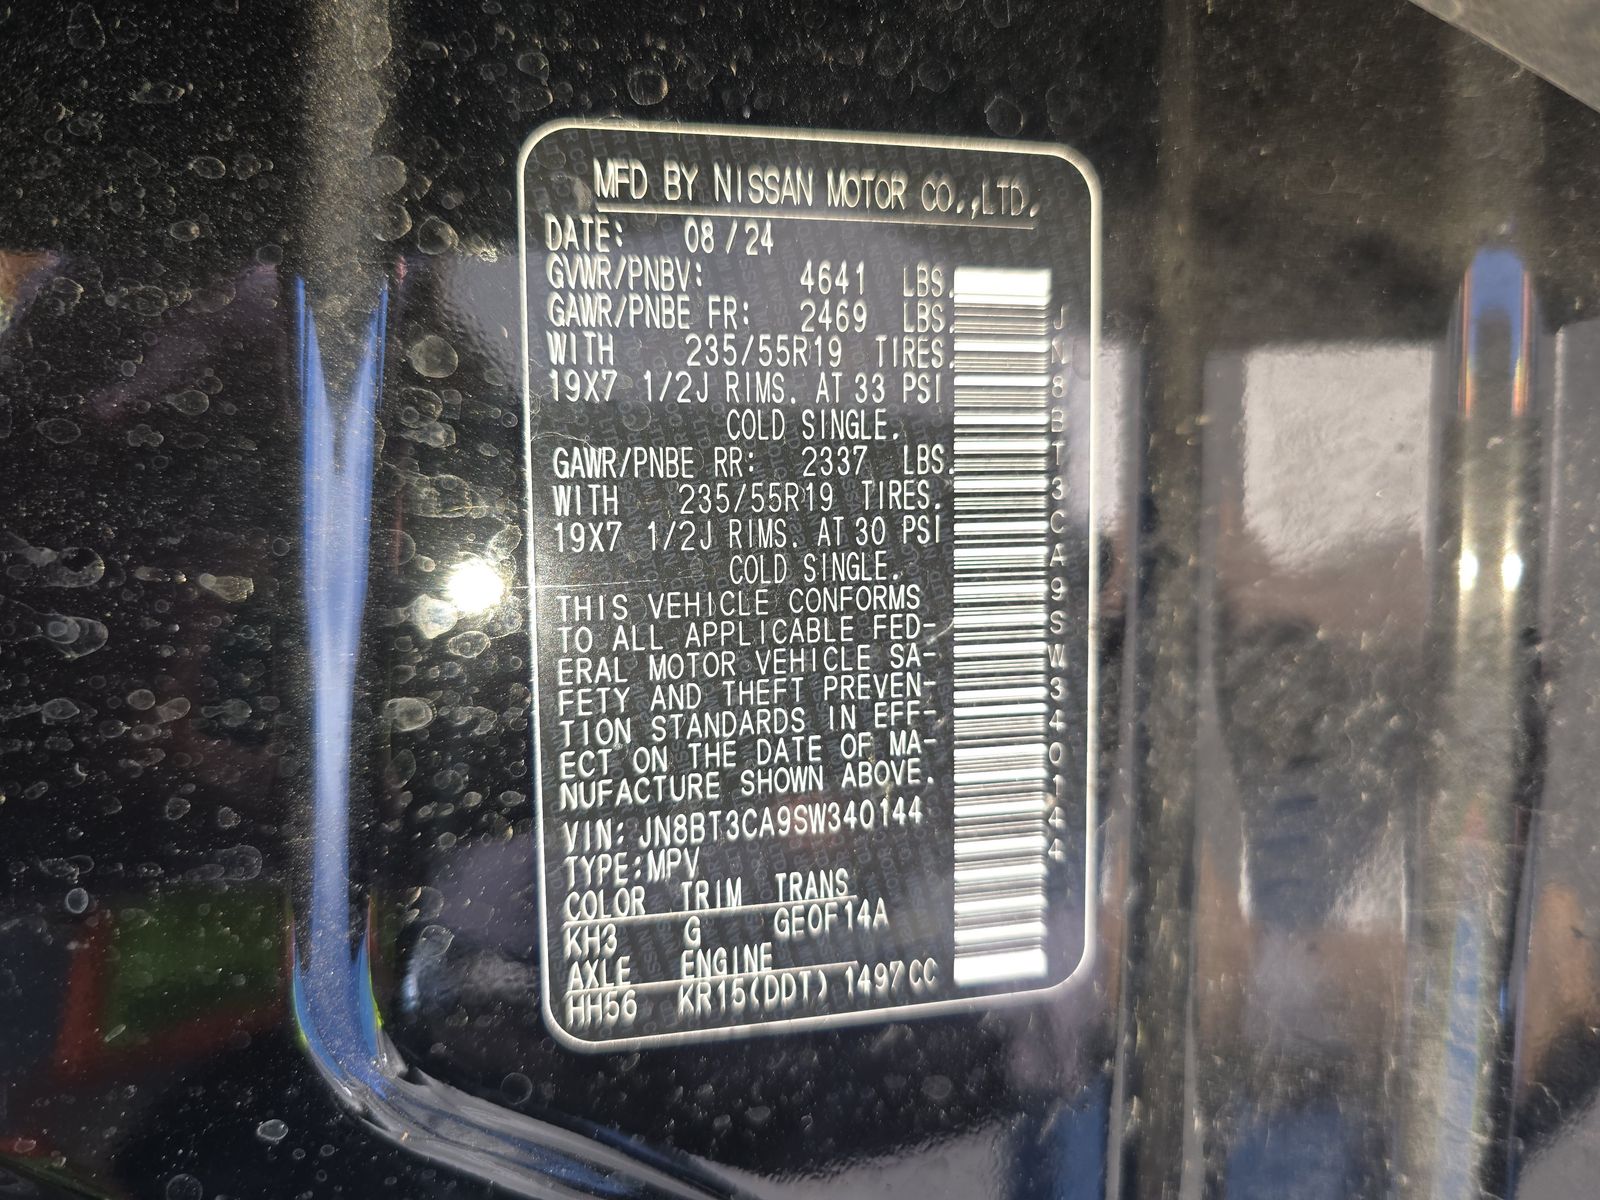 MFD BY NISSAN MOTOR CO.,LTD.
DATE: 08/24
GVWR/PNBV: 4641 LBS.
GAWR/PNBE FR: 2469 LBS.
WITH 235/55R19 TIRES.
19X7 1/2J RIMS. AT 33 PSI
COLD SINGLE.
GAWR/PNBE RR: 2337 LBS.
WITH 235/55R19 TIRES.
19X7 1/2J RIMS. AT 30 PSI
COLD SINGLE.
THIS VEHICLE CONFORMS
TO ALL APPLICABLE FED-
ERAL MOTOR VEHICLE SA-
FETY AND THEFT PREVEN-
TION STANDARDS IN EFF-
ECT ON THE DATE OF MA-
NUFACTURE SHOWN ABOVE.
VIN: JN8BT3CA9SW340144
TYPE:MPV
COLOR TRIM TRANS
KH3 G GE0F14A
AXLE ENGINE
HH56 KR15(DDT) 1497CC
JN8BT3CA9SW340144